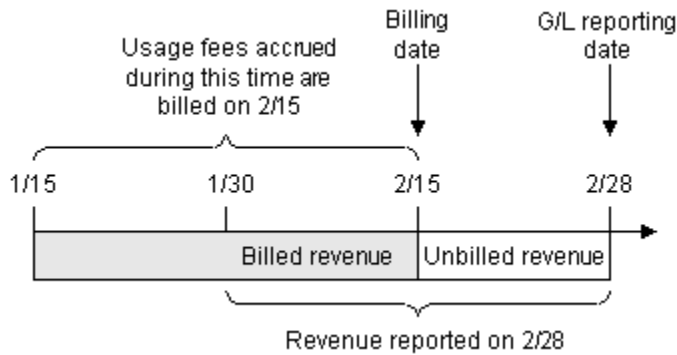 Usage fees accrued
during this time are
billed on 2/15
Billing
date
G/L reporting
date
1/15
1/30
2/15
2/28
Billed revenue
Unbilled revenue
Revenue reported on 2/28